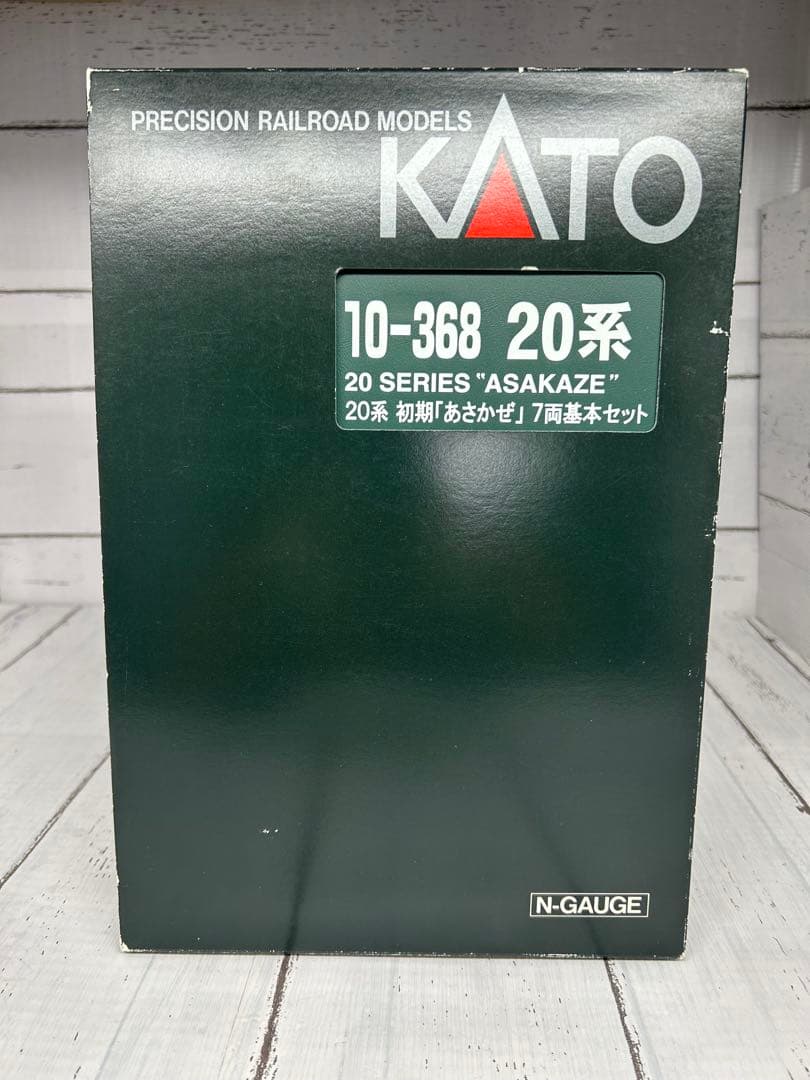 PRECISION RAILROAD MODELS
KATO
10-368 20系
20 SERIES "ASAKAZE"
20系 初期「あさかぜ」 7両基本セット
N-GAUGE